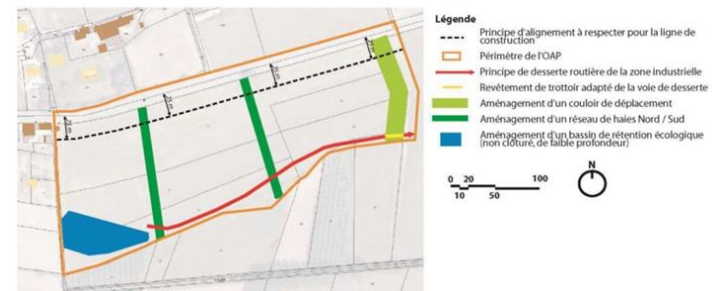 Légende
Principe d'alignement à respecter pour la ligne de
construction
Périmètre de l'OAP
Principe de desserte routière de la zone industrielle
Revêtement de trottoir adapté de la voie de desserte
Aménagement d'un couloir de déplacement
Aménagement d'un réseau de haies Nord / Sud
Aménagement d'un bassin de rétention écologique
(non clôturé, de faible profondeur)
N
0 20 100
10 50
25 m
25 m
25 m